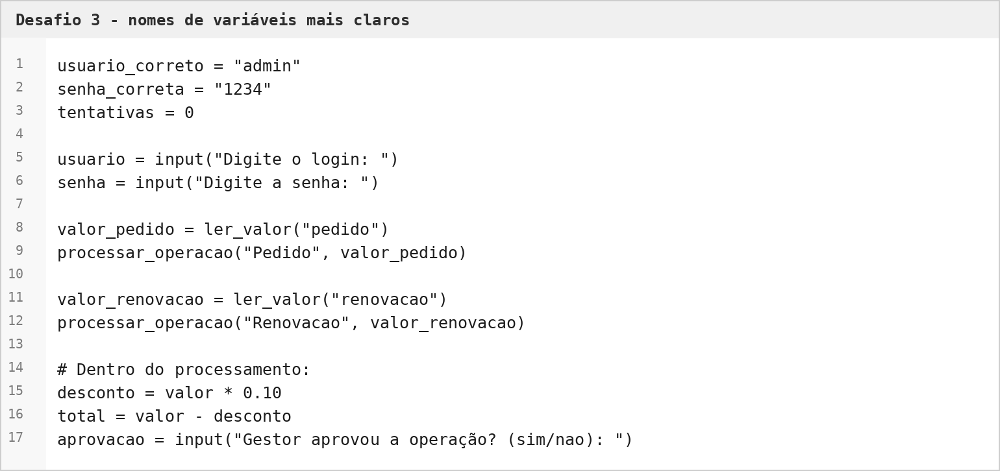 Desafio 3 - nomes de variáveis mais claros
1 usuario_correto = "admin"
2 senha_correta = "1234"
3 tentativas = 0
4
5 usuario = input("Digite o login: ")
6 senha = input("Digite a senha: ")
7
8 valor_pedido = ler_valor("pedido")
9 processar_operacao("Pedido", valor_pedido)
10
11 valor_renovacao = ler_valor("renovacao")
12 processar_operacao("Renovacao", valor_renovacao)
13
14 # Dentro do processamento:
15 desconto = valor * 0.10
16 total = valor - desconto
17 aprovacao = input("Gestor aprovou a operação? (sim/nao): ")